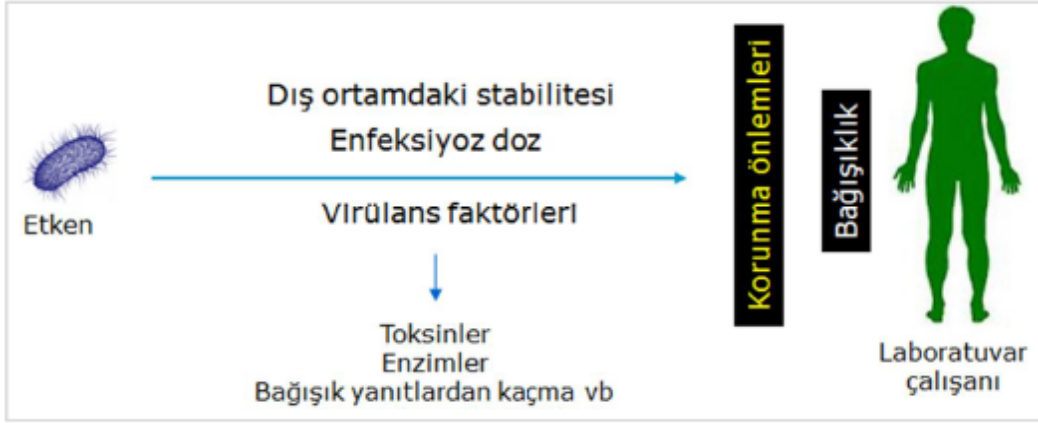 Dış ortamdaki stabilitesi
Enfeksiyoz doz
Etken
Virülans faktörleri
Toksinler
Enzimler
Bağışık yanıtlardan kaçma vb
Korunma önlemleri
Bağışıklık
Laboratuvar
çalışanı